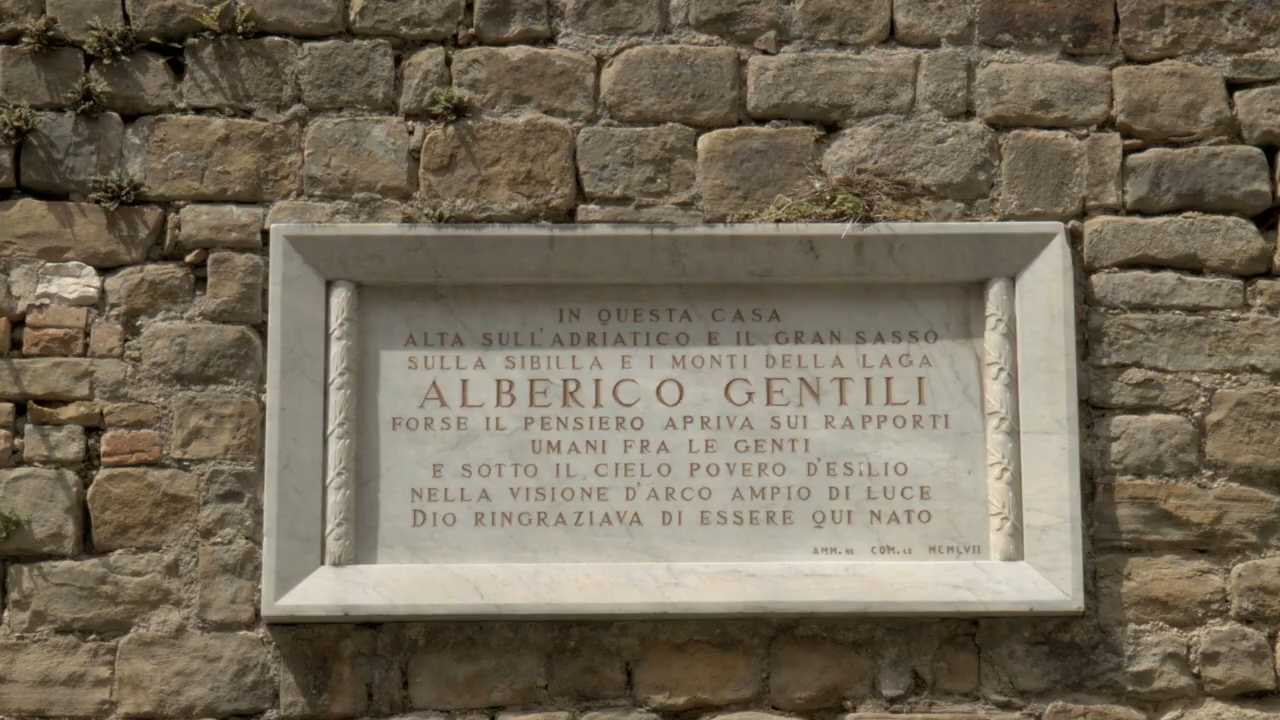 IN QUESTA CASA
ALTA SULL'ADRIATICO E IL GRAN SASSO
SULLA SIBILLA E I MONTI DELLA LAGA
ALBERICO GENTILI
FORSE IL PENSIERO APRIVA SUI RAPPORTI
UMANI FRA LE GENTI
E SOTTO IL CIELO POVERO D'ESILIO
NELLA VISIONE D'ARCO AMPIO DI LUCE
DIO RINGRAZIAVA DI ESSERE QUI NATO
AMM.NE COM.LE MCMLVII